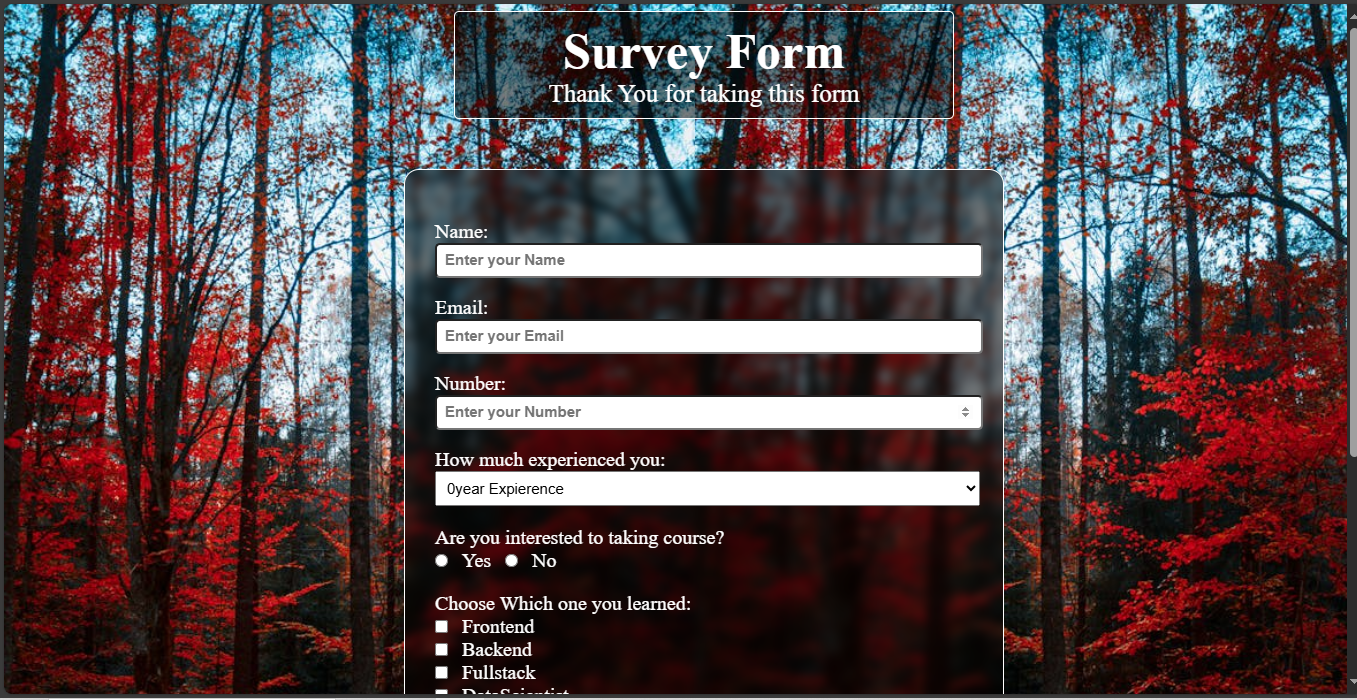 Survey Form
Thank You for taking this form
Name:
Enter your Name
Email:
Enter your Email
Number:
Enter your Number
How much experienced you:
0year Expierence
Are you interested to taking course?
Yes No
Choose Which one you learned:
Frontend
Backend
Fullstack
DataScientist